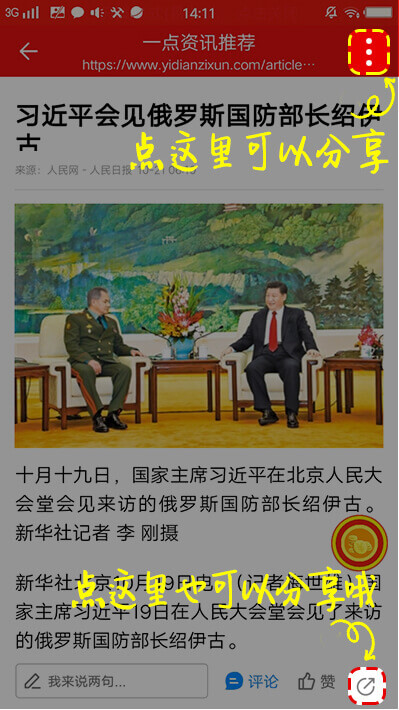 3G
14:11
一点资讯推荐
https://www.yidianzixun.com/article…
习近平会见俄罗斯国防部长绍伊
古
点这里可以分享
来源：人民网 - 人民日报 10-21 06:
十月十九日，国家主席习近平在北京人民大
会堂会见来访的俄罗斯国防部长绍伊古。
新华社记者 李 刚摄
新华社北京10月19日电 （记者 国
点这里也可以分享哦
家主席习近平19日在人民大会堂会见了来访
的俄罗斯国防部长绍伊古。
我来说两句...
评论
赞